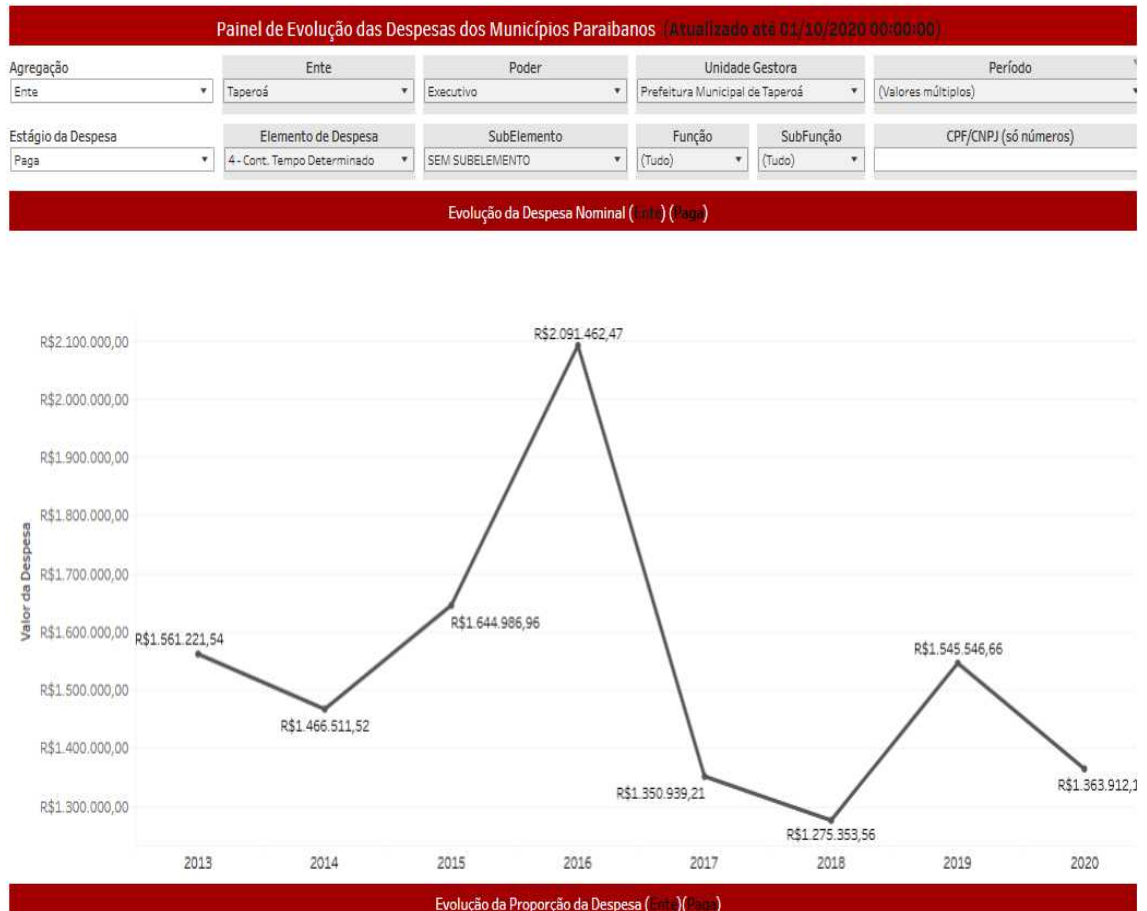 Painel de Evolução das Despesas dos Municípios Paraibanos (Atualizado até 01/10/2020 00:00:00)
Agregação Ente Poder Unidade Gestora Período
Ente Taperoá Executivo Prefeitura Municipal de Taperoá (Valores múltiplos)
Estágio da Despesa Elemento de Despesa SubElemento Função SubFunção CPF/CNPJ (só números)
Paga 4 - Cont. Tempo Determinado SEM SUBELEMENTO (Tudo) (Tudo)
Evolução da Despesa Nominal (Ente) (Paga)
Valor da Despesa
R$2.100.000,00
R$2.000.000,00
R$1.900.000,00
R$1.800.000,00
R$1.700.000,00
R$1.600.000,00
R$1.500.000,00
R$1.400.000,00
R$1.300.000,00
R$1.561.221,54
R$1.466.511,52
R$1.644.986,96
R$2.091.462,47
R$1.350.939,21
R$1.275.353,56
R$1.545.546,66
R$1.363.912,1
2013 2014 2015 2016 2017 2018 2019 2020
Evolução da Proporção da Despesa (Ente)(Paga)